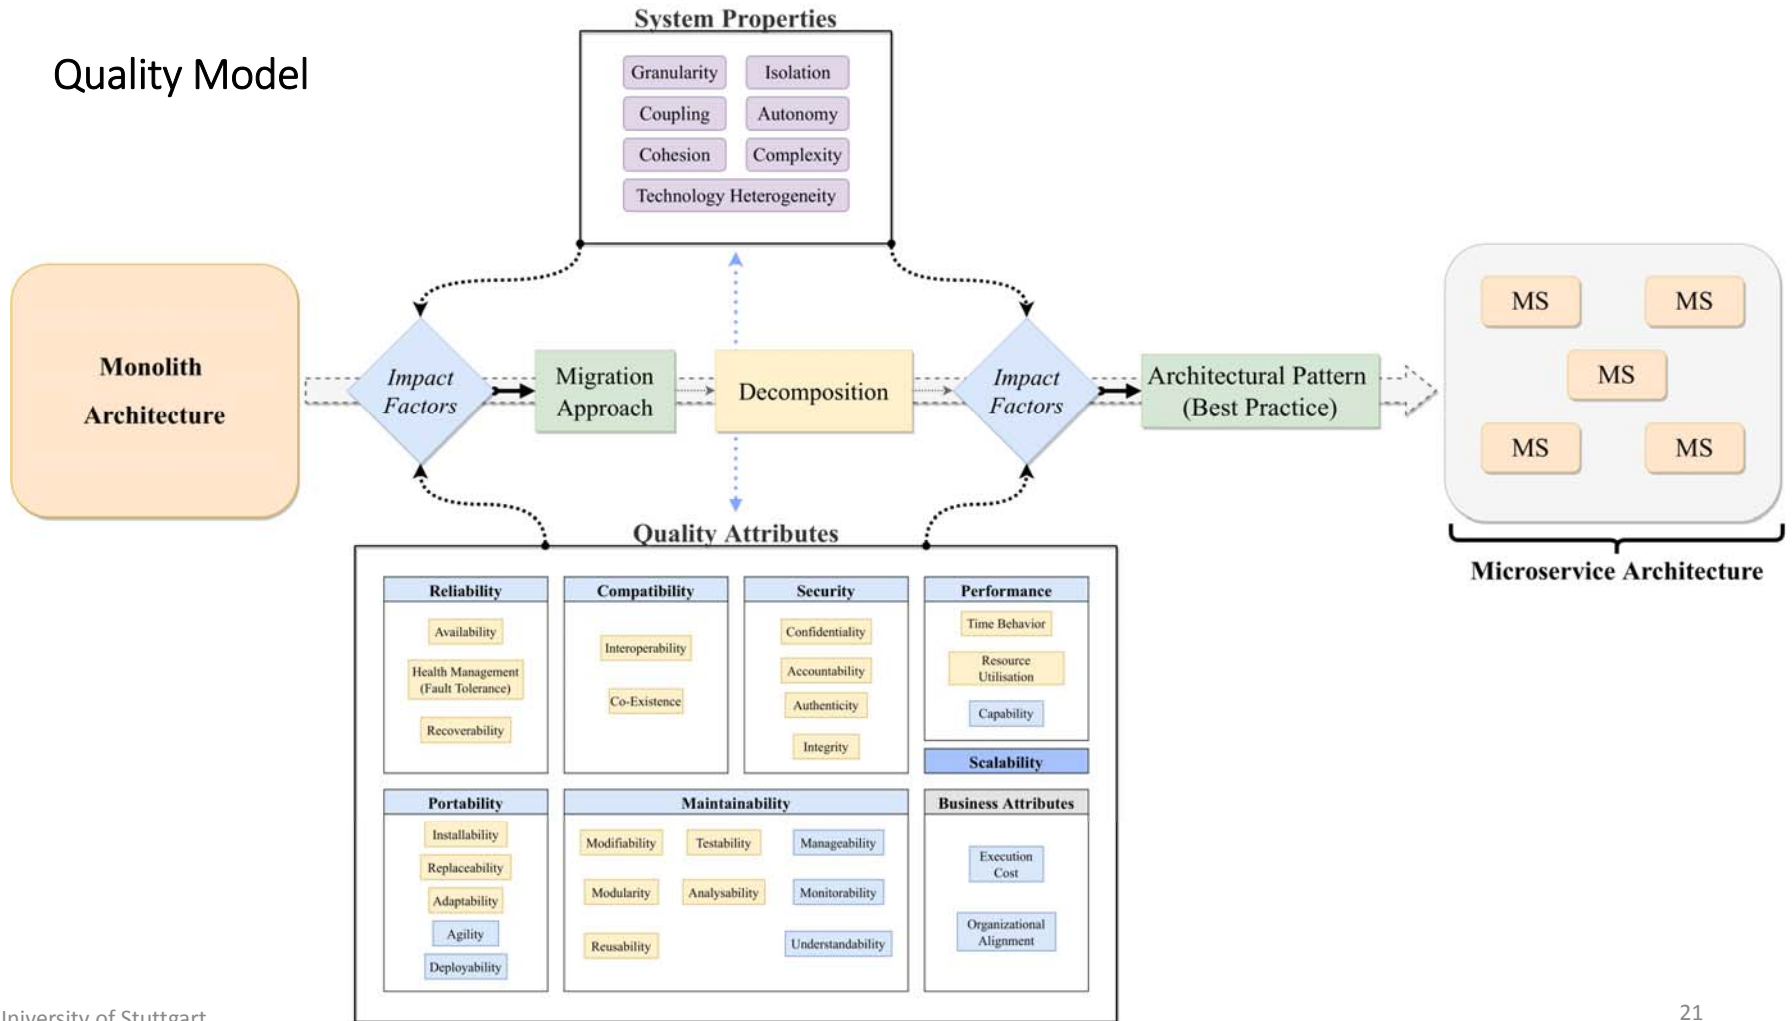 Quality Model
System Properties
Granularity
Isolation
Coupling
Autonomy
Cohesion
Complexity
Technology Heterogeneity
Monolith
Architecture
Impact
Factors
Migration
Approach
Decomposition
Impact
Factors
Architectural Pattern
(Best Practice)
MS
MS
MS
MS
MS
Microservice Architecture
Quality Attributes
Reliability
Availability
Health Management
(Fault Tolerance)
Recoverability
Compatibility
Interoperability
Co-Existence
Security
Confidentiality
Accountability
Authenticity
Integrity
Performance
Time Behavior
Resource
Utilisation
Capability
Scalability
Portability
Installability
Replaceability
Adaptability
Agility
Deployability
Maintainability
Modifiability
Testability
Manageability
Modularity
Analysability
Monitorability
Reusability
Understandability
Business Attributes
Execution
Cost
Organizational
Alignment
University of Stuttgart
21